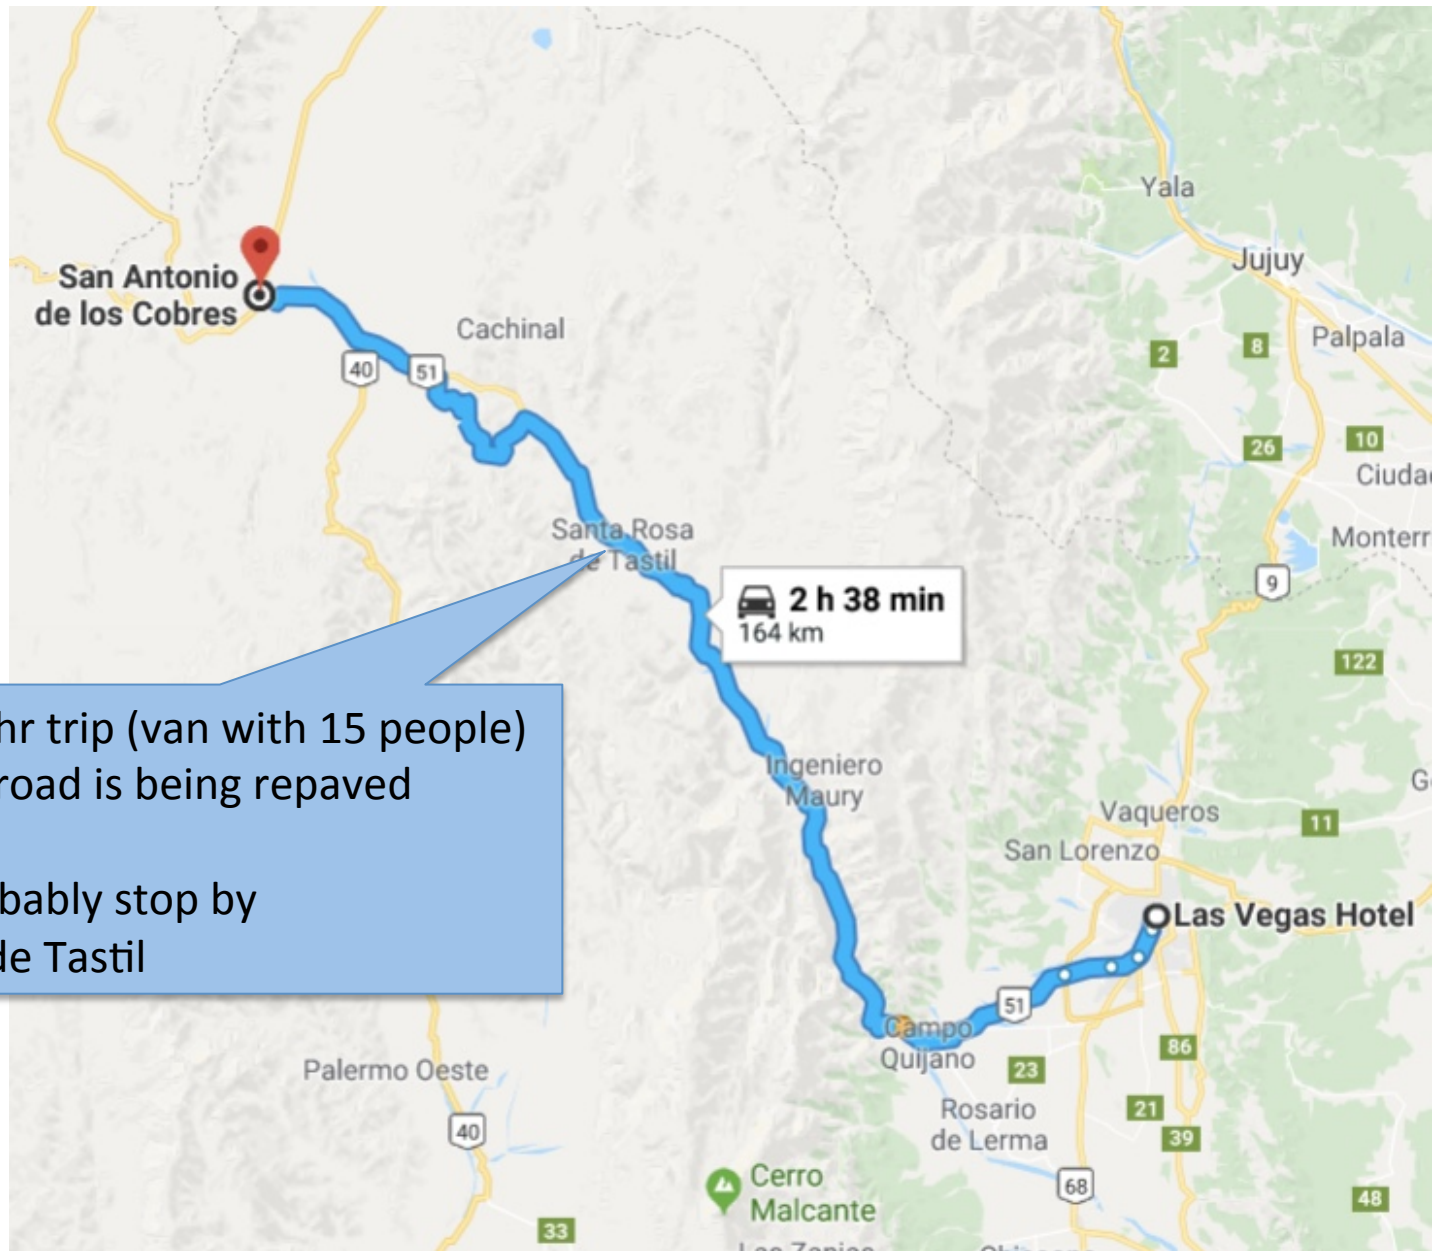 Yala
Jujuy
San Antonio
de los Cobres
Cachinal
Palpala
2
8
40
51
26
10
Santa Rosa
de Tastil
9
2 h 38 min
164 km
122
hr trip (van with 15 people)
road is being repaved
stop by
de Tastil
Ingeniero
Maury
Vaqueros
11
San Lorenzo
Las Vegas Hotel
51
Campo
Quijano
86
23
Palermo Oeste
Rosario
de Lerma
21
40
39
Cerro
Malcante
68
48
33